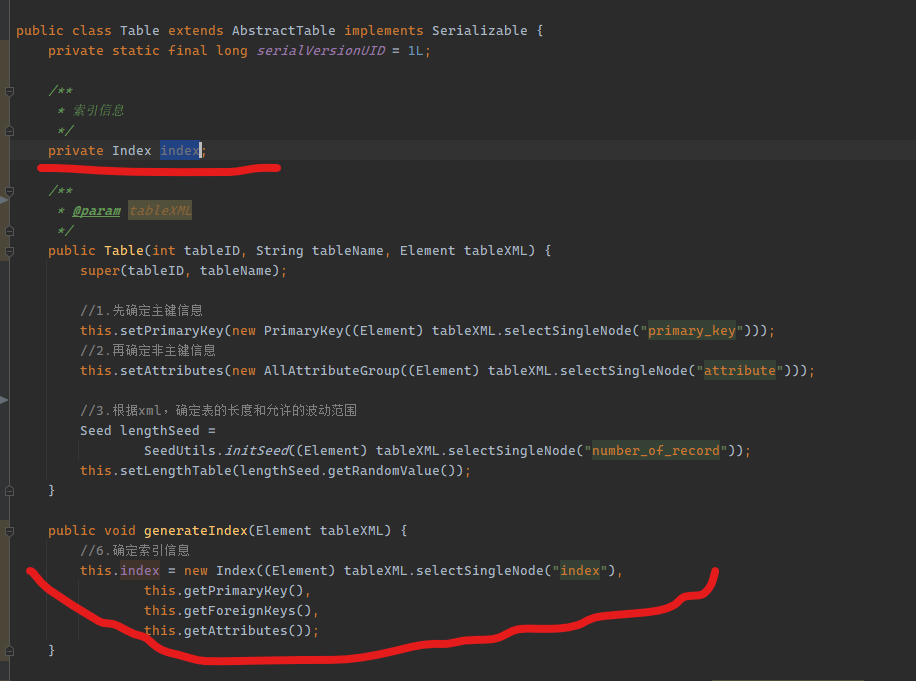 public class Table extends AbstractTable implements Serializable {
private static final long serialVersionUID = 1L;
/**
* 索引信息
*/
private Index index;
/**
* @param tableXML
*/
public Table(int tableID, String tableName, Element tableXML) {
super(tableID, tableName);
//1.先确定主键信息
this.setPrimaryKey(new PrimaryKey((Element) tableXML.selectSingleNode("primary_key")));
//2.再确定非主键信息
this.setAttributes(new AllAttributeGroup((Element) tableXML.selectSingleNode("attribute")));
//3.根据xml，确定表的长度和允许的波动范围
Seed lengthSeed =
SeedUtils.initSeed((Element) tableXML.selectSingleNode("number_of_record"));
this.setLengthTable(lengthSeed.getRandomValue());
}
public void generateIndex(Element tableXML) {
//6.确定索引信息
this.index = new Index((Element) tableXML.selectSingleNode("index"),
this.getPrimaryKey(),
this.getForeignKeys(),
this.getAttributes());
}